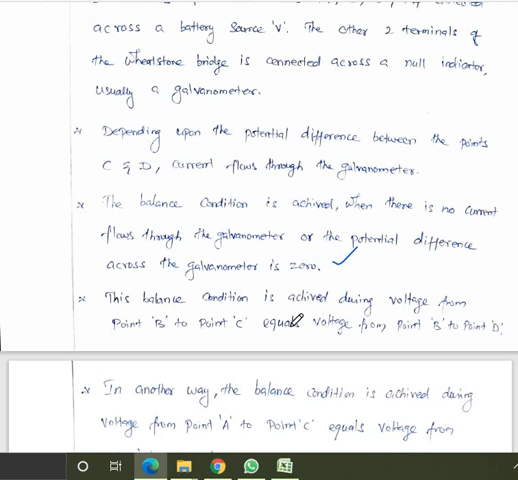 across a battery source 'V'. The other 2 terminals of
the wheatstone bridge is connected across a null indicator,
usually a galvanometer.
* Depending upon the potential difference between the points
C & D, current flows through the galvanometer.
* The balance condition is achived, when there is no current
flows through the galvanometer or the potential difference
across the galvanometer is zero.
* This balance condition is achived during voltage from
point 'B' to point 'C' equals voltage from point 'B' to point 'D'.
* In another way, the balance condition is achived during
voltage from point 'A' to point 'C' equals voltage from